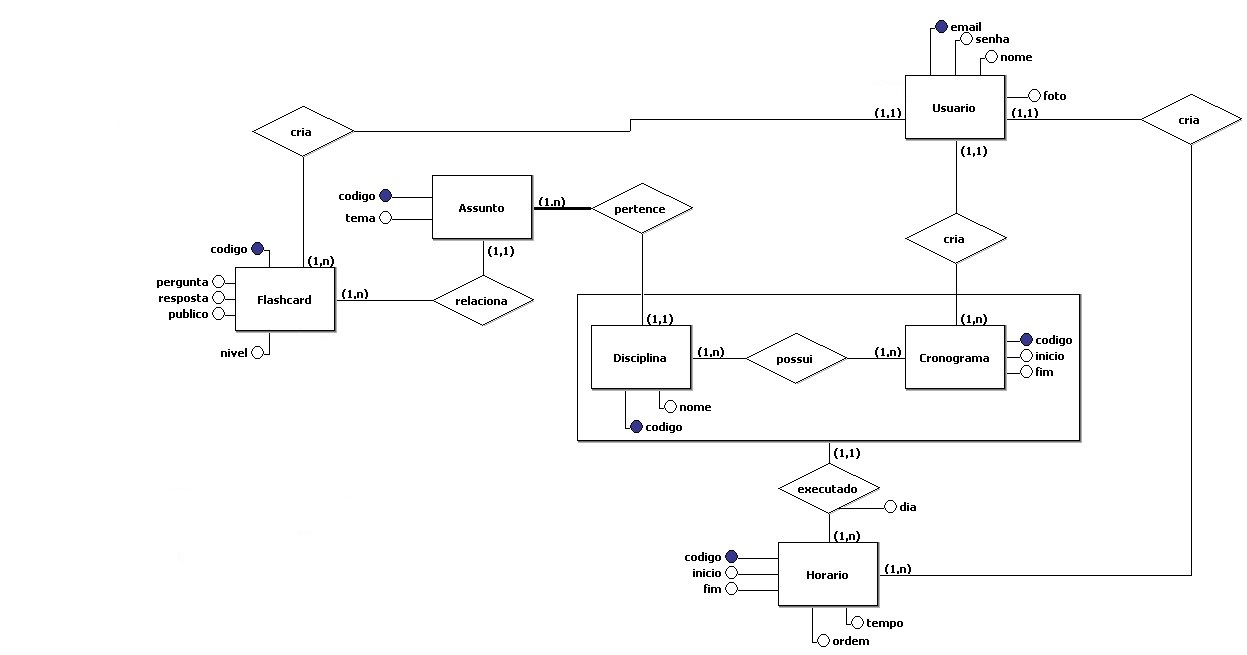 email
senha
nome
foto
Usuario
(1,1)
(1,1)
cria
cria
(1,1)
codigo
tema
Assunto
(1,n)
pertence
cria
(1,1)
codigo
(1,n)
pergunta
resposta
publico
Flashcard
(1,n)
relaciona
nivel
(1,1)
(1,n)
Disciplina
(1,n)
possui
(1,n)
Cronograma
codigo
inicio
fim
nome
codigo
(1,1)
executado
dia
(1,n)
codigo
inicio
fim
Horario
(1,n)
tempo
ordem